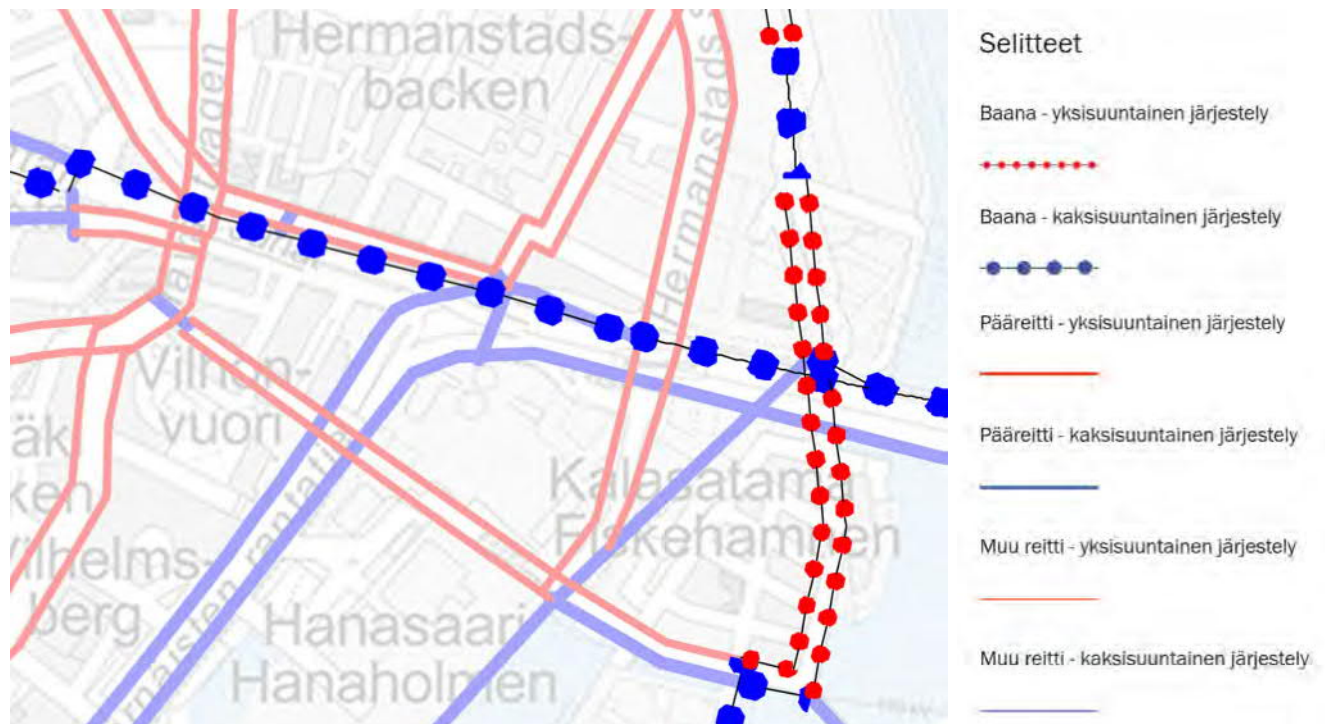 Hermanstads-
backen
Hermanstads
Vilhon-
vuori
Kalasatama
Fiskehamnen
Vilhelms-
berg
Hanasaari
Hanaholmen
Selitteet
Baana - yksisuuntainen järjestely
Baana - kaksisuuntainen järjestely
Pääreitti - yksisuuntainen järjestely
Pääreitti - kaksisuuntainen järjestely
Muu reitti - yksisuuntainen järjestely
Muu reitti - kaksisuuntainen järjestely